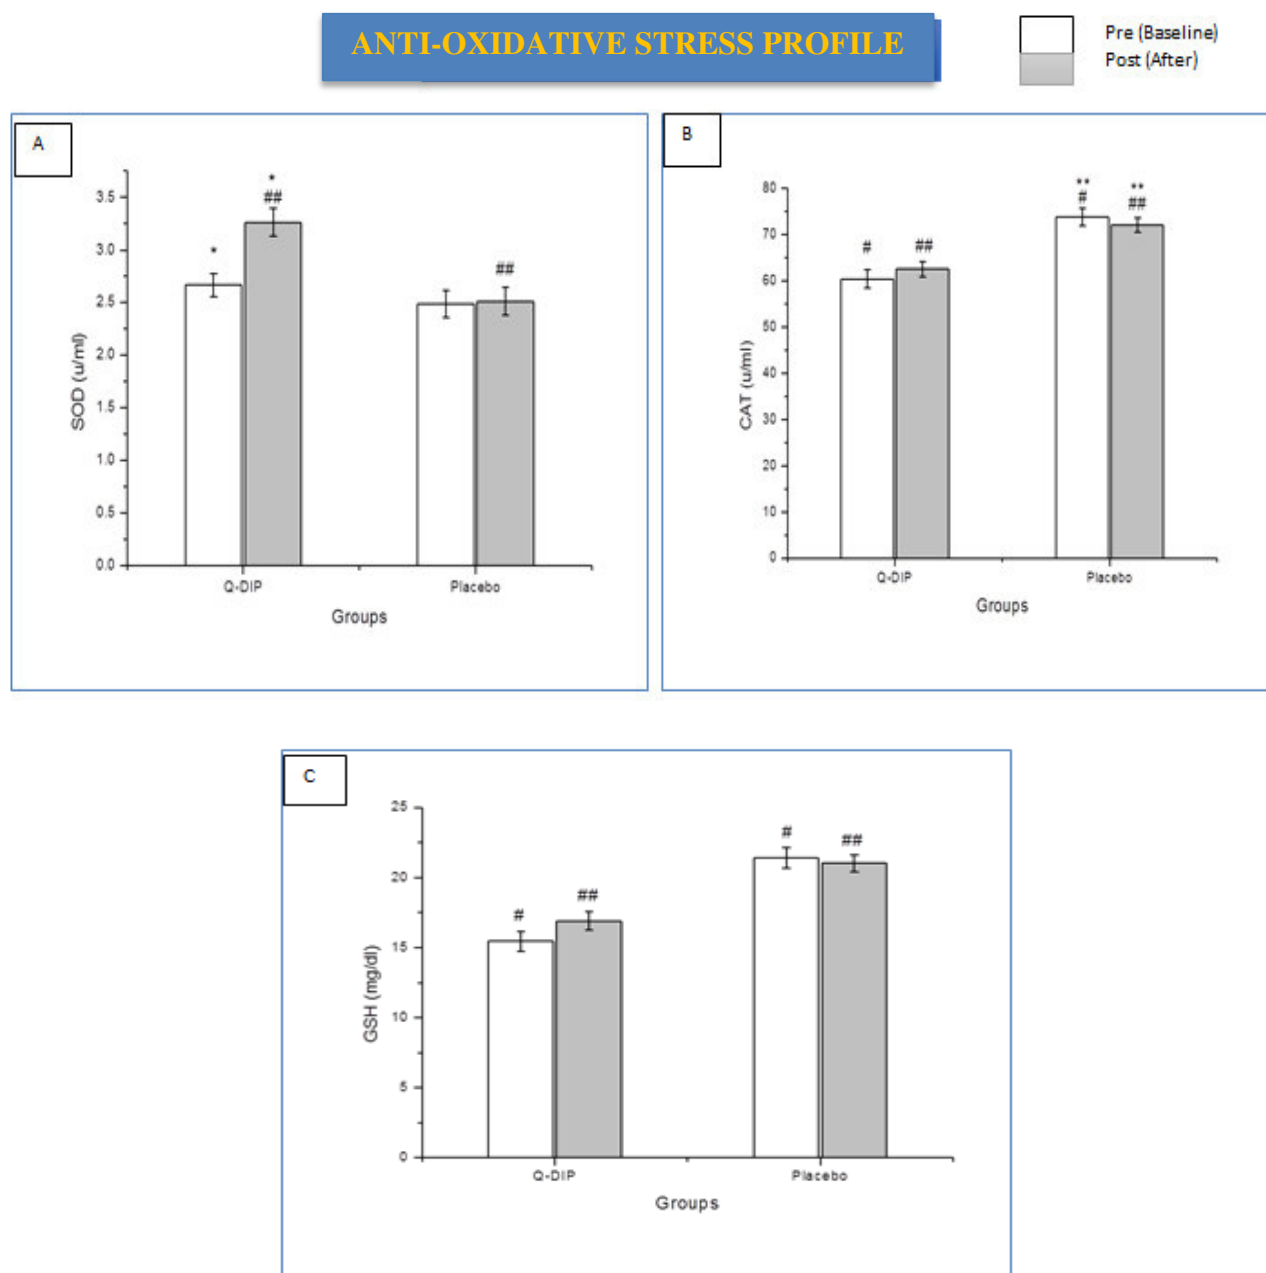 ANTI-OXIDATIVE STRESS PROFILE
Pre (Baseline)
Post (After)
A
SOD (u/ml)
3.5
3.0
2.5
2.0
1.5
1.0
0.5
0.0
*
*
##
##
Q-DIP
Placebo
Groups
B
CAT (u/ml)
80
70
60
50
40
30
20
10
0
#
##
**
#
**
##
Q-DIP
Placebo
Groups
C
GSH (mg/dl)
25
20
15
10
5
0
#
##
#
##
Q-DIP
Placebo
Groups